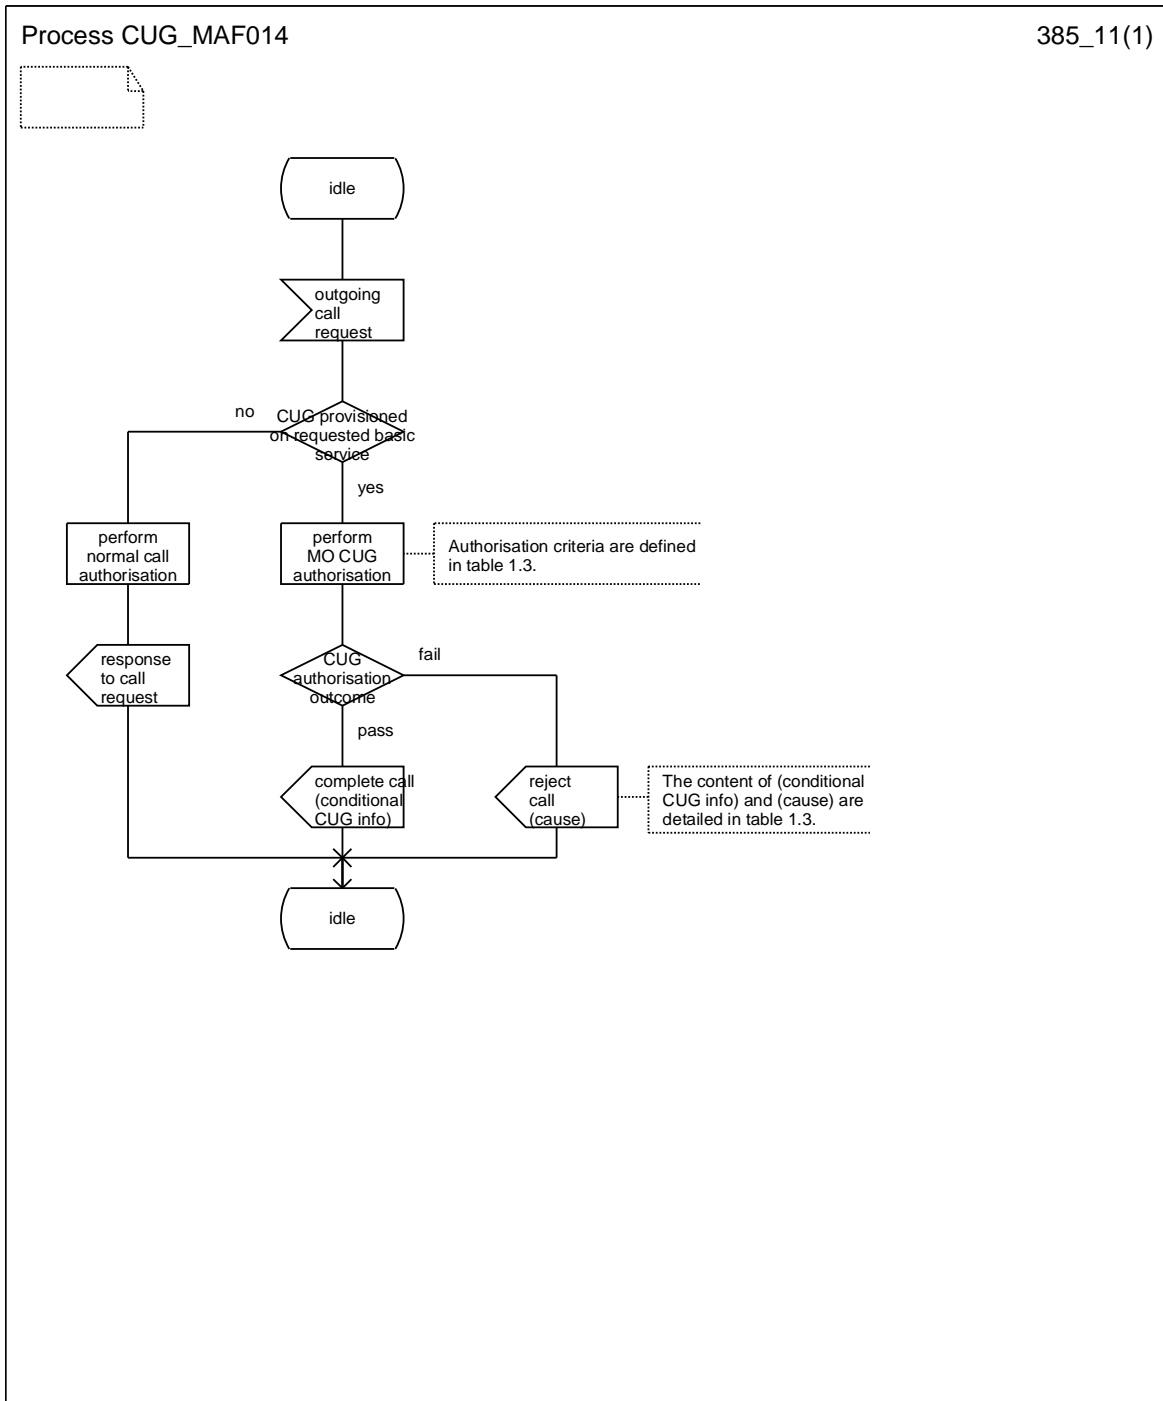 Process CUG_MAF014
385_11(1)
idle
outgoing
call
request
no
CUG provisioned
on requested basic
service
yes
perform
normal call
authorisation
perform
MO CUG
authorisation
Authorisation criteria are defined
in table 1.3.
response
to call
request
CUG
authorisation
outcome
fail
pass
complete call
(conditional
CUG info)
reject
call
(cause)
The content of (conditional
CUG info) and (cause) are
detailed in table 1.3.
idle